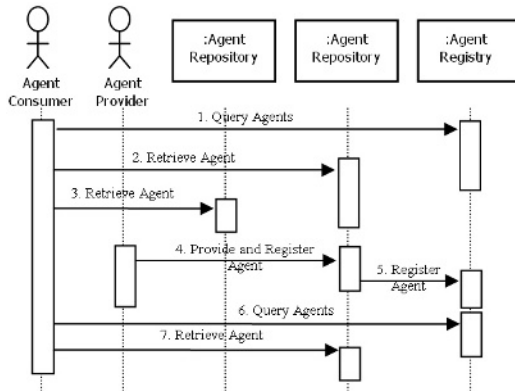 Agent
Consumer
Agent
Provider
:Agent
Repository
:Agent
Repository
:Agent
Registry
1. Query Agents
2. Retrieve Agent
3. Retrieve Agent
4. Provide and Register
Agent
5. Register
Agent
6. Query Agents
7. Retrieve Agent